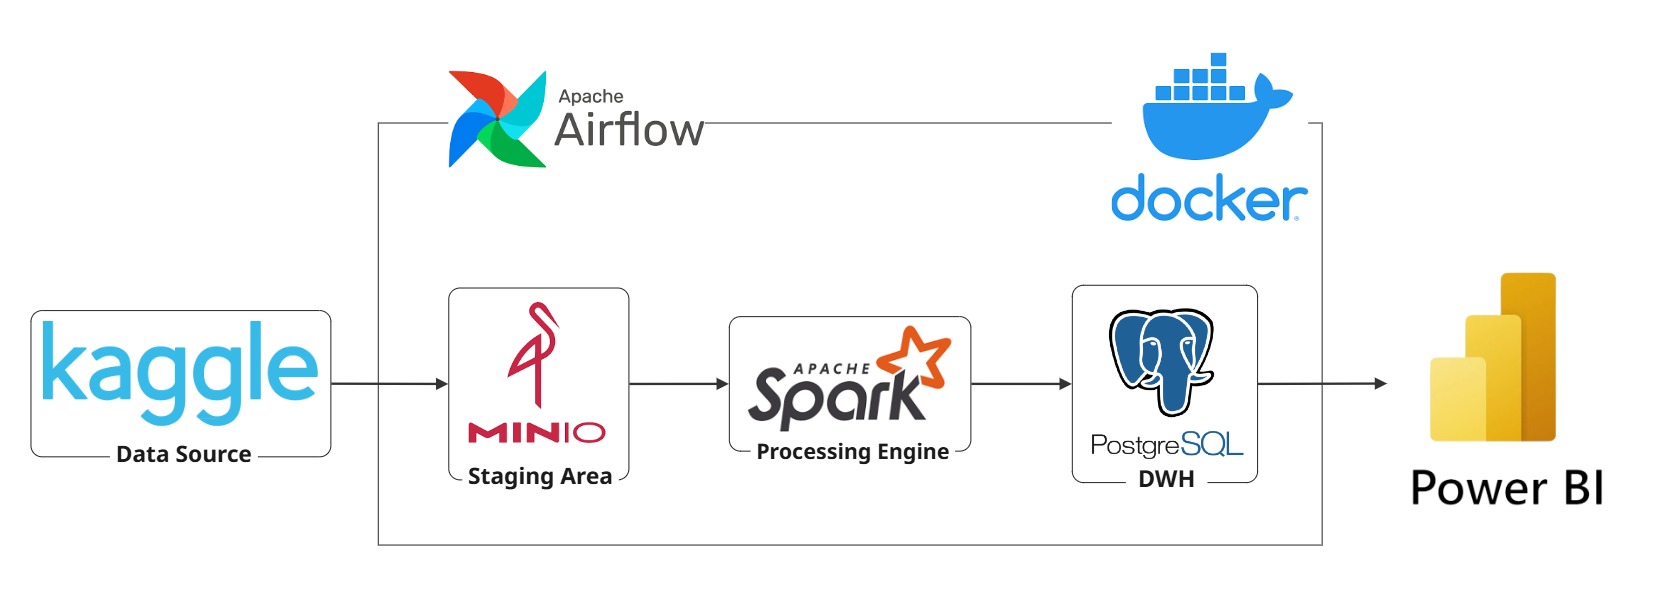 Apache
Airflow
docker
kaggle
Data Source
MINIO
Staging Area
APACHE
Spark
Processing Engine
PostgreSQL
DWH
Power BI